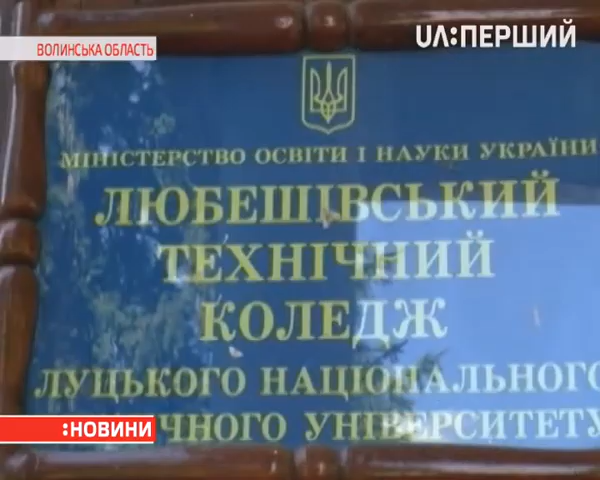 ВОЛИНСЬКА ОБЛАСТЬ
UA:ПЕРШИЙ
МІНІСТЕРСТВО ОСВІТИ І НАУКИ УКРАЇНИ
ЛЮБЕШІВСЬКИЙ
ТЕХНІЧНИЙ
КОЛЕДЖ
ЛУЦЬКОГО НАЦІОНАЛЬНОГО
УНІВЕРСИТЕТУ
:НОВИНИ